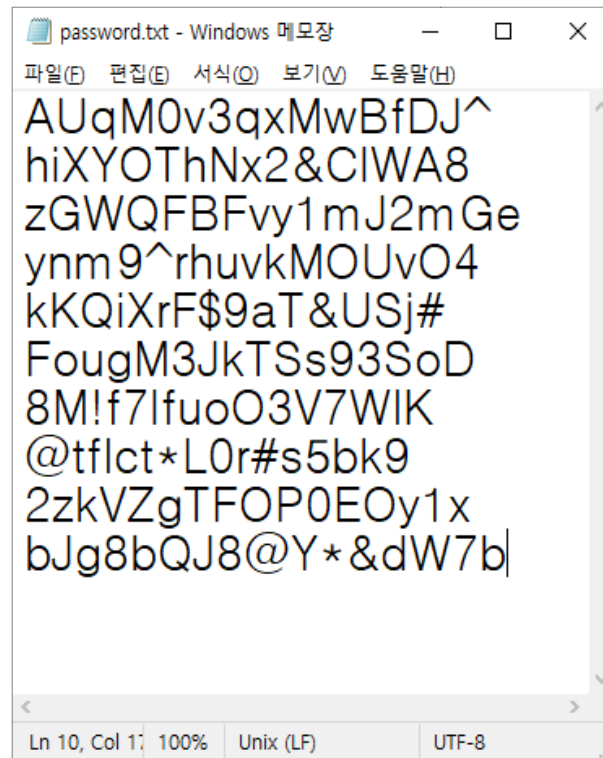 password.txt - Windows 메모장
파일(F) 편집(E) 서식(O) 보기(V) 도움말(H)
AUqM0v3qxMwBfDJ^
hiXYOThNx2&ClWA8
zGWQFBFvy1mJ2mGe
ynm9^rhuvkMOUvO4
kKQiXrF$9aT&USj#
FougM3JkTSs93SoD
8M!f7lfuoO3V7WlK
@tflct*L0r#s5bk9
2zkVZgTFOP0EOy1x
bJg8bQJ8@Y*&dW7b
Ln 10, Col 17 100% Unix (LF) UTF-8